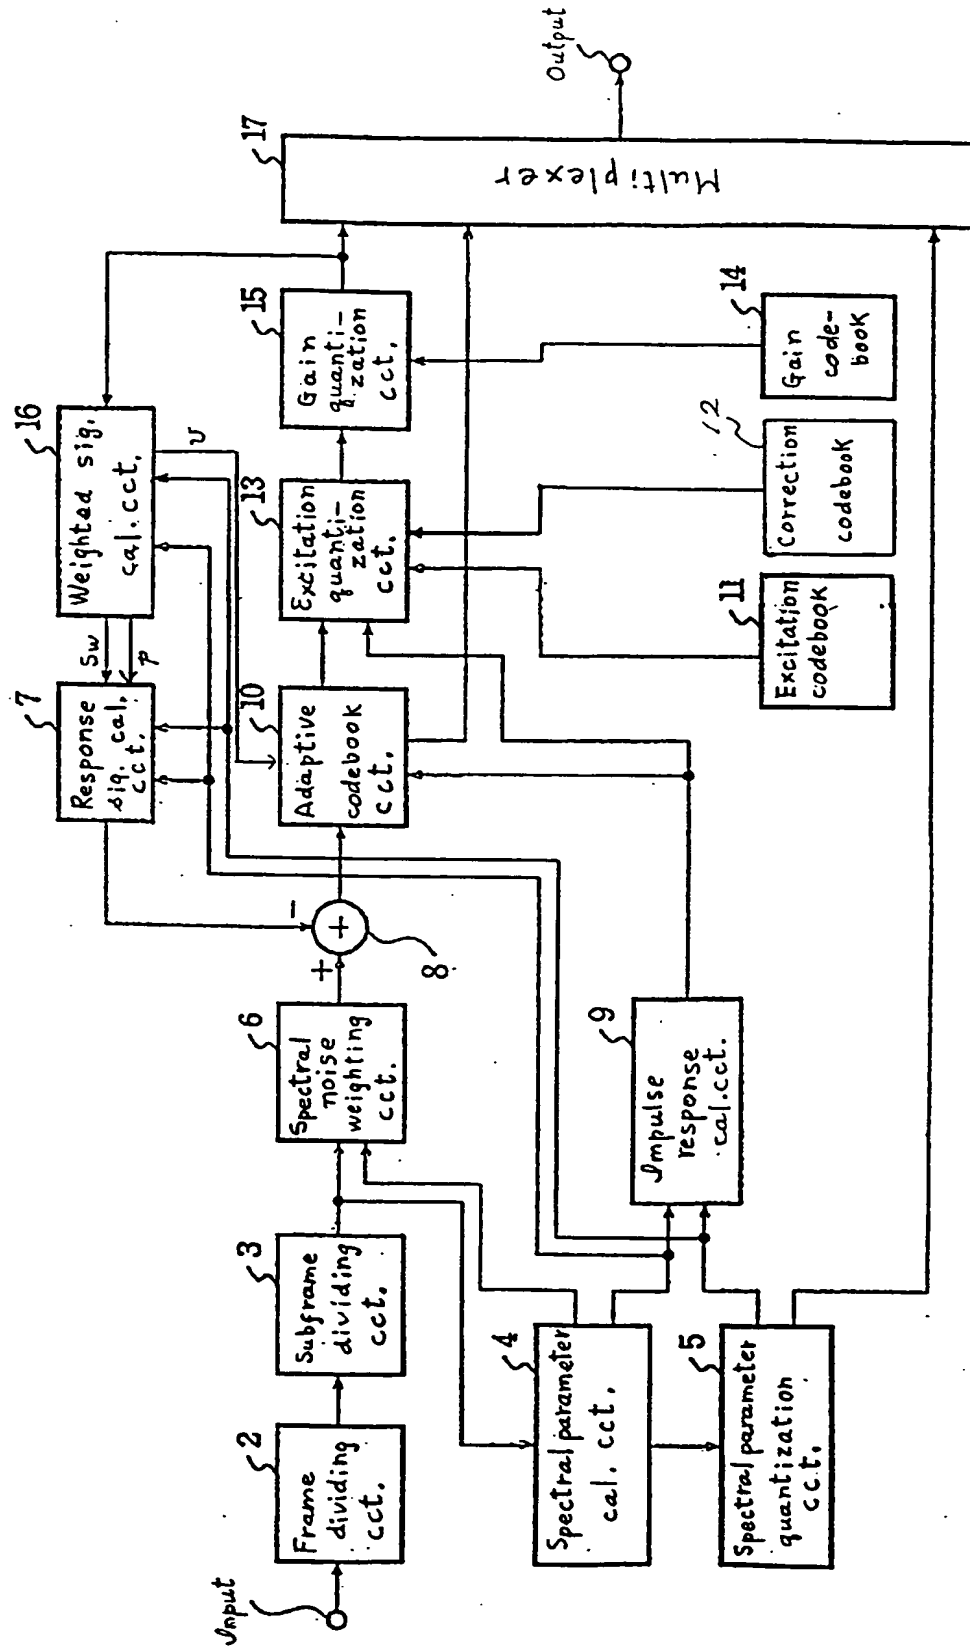 Input
2
Frame
dividing
cct.
3
Subframe
dividing
cct.
6
Spectral
noise
weighting
cct.
+
-
+
8
7
Response
sig. cal.
cct.
Sw
p
16
Weighted sig.
cal. cct.
v
10
Adaptive
codebook
cct.
13
Excitation
quanti-
zation
cct.
15
Gain
quanti-
zation
cct.
17
Multiplexer
Output
4
Spectral parameter
cal. cct.
5
Spectral parameter
quantization
cct.
9
Impulse
response
cal.cct.
11
Excitation
codebook
12
Correction
codebook
14
Gain
code-
book